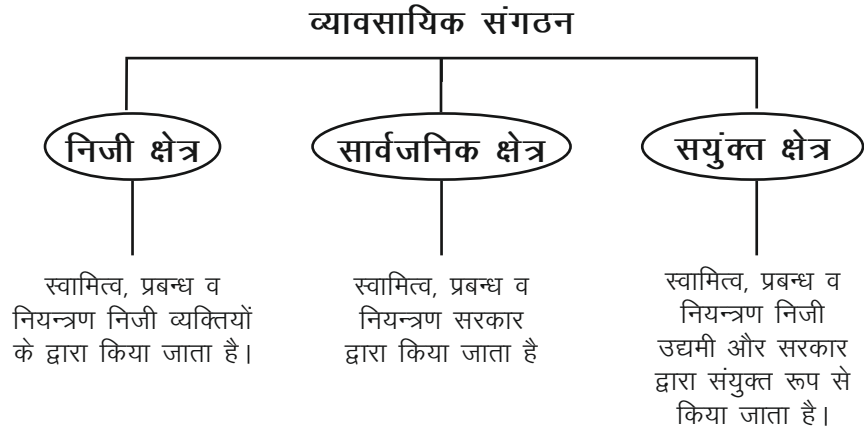 व्यावसायिक संगठन
निजी क्षेत्र
सार्वजनिक क्षेत्र
सयुंक्त क्षेत्र
स्वामित्व, प्रबन्ध व
नियन्त्रण निजी व्यक्तियों
के द्वारा किया जाता है।
स्वामित्व, प्रबन्ध व
नियन्त्रण सरकार
द्वारा किया जाता है
स्वामित्व, प्रबन्ध व
नियन्त्रण निजी
उद्यमी और सरकार
द्वारा संयुक्त रूप से
किया जाता है।